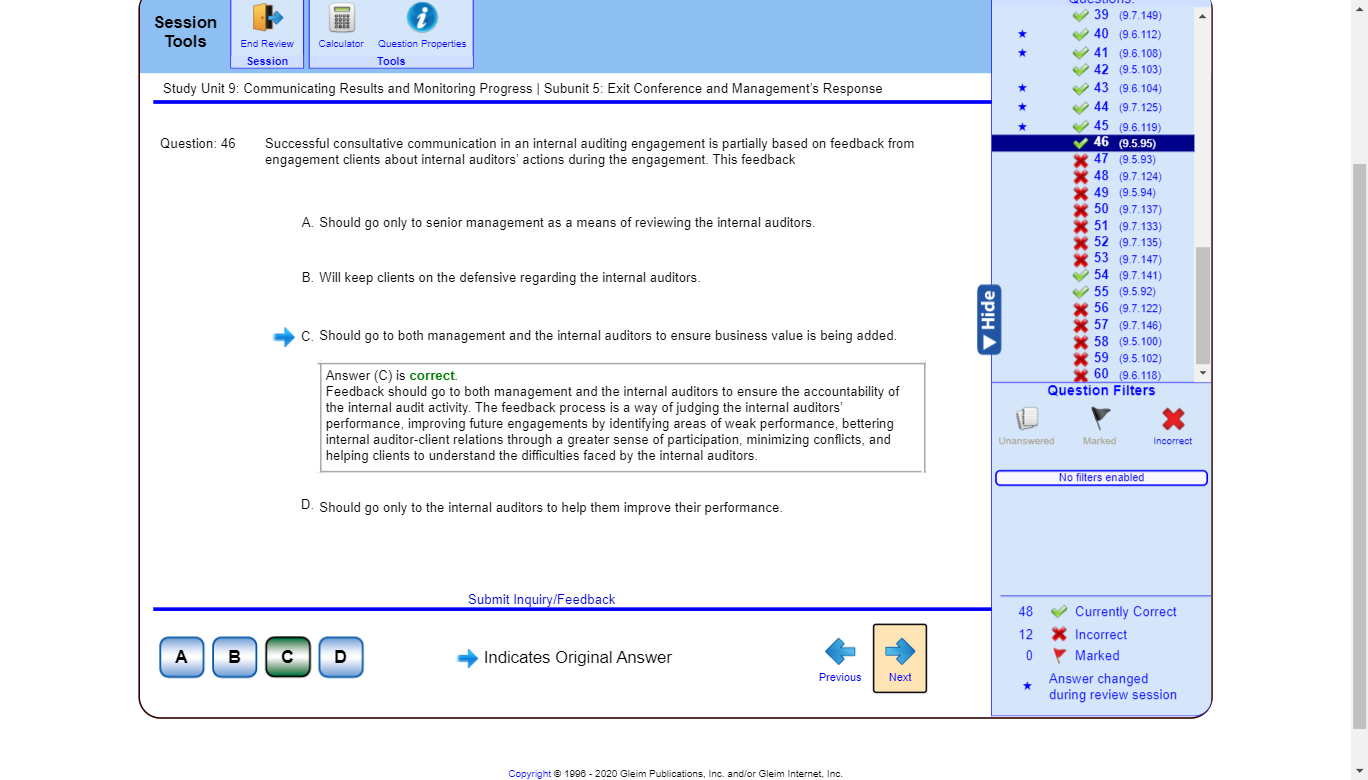 Session
Tools
End Review
Session
Calculator
Question Properties
Tools
Questions:
Study Unit 9: Communicating Results and Monitoring Progress | Subunit 5: Exit Conference and Management's Response
Question: 46
Successful consultative communication in an internal auditing engagement is partially based on feedback from
engagement clients about internal auditors' actions during the engagement. This feedback
A. Should go only to senior management as a means of reviewing the internal auditors.
B. Will keep clients on the defensive regarding the internal auditors.
C. Should go to both management and the internal auditors to ensure business value is being added.
Answer (C) is correct.
Feedback should go to both management and the internal auditors to ensure the accountability of
the internal audit activity. The feedback process is a way of judging the internal auditors'
performance, improving future engagements by identifying areas of weak performance, bettering
internal auditor-client relations through a greater sense of participation, minimizing conflicts, and
helping clients to understand the difficulties faced by the internal auditors.
D. Should go only to the internal auditors to help them improve their performance.
Submit Inquiry/Feedback
A B C D
Indicates Original Answer
Previous
Next
Hide
39 (9.7.149)
40 (9.6.112)
41 (9.6.108)
42 (9.5.103)
43 (9.6.104)
44 (9.7.125)
45 (9.6.119)
46 (9.5.95)
47 (9.5.93)
48 (9.7.124)
49 (9.5.94)
50 (9.7.137)
51 (9.7.133)
52 (9.7.135)
53 (9.7.147)
54 (9.7.141)
55 (9.5.92)
56 (9.7.122)
57 (9.7.146)
58 (9.5.100)
59 (9.5.102)
60 (9.6.118)
Question Filters
Unanswered
Marked
Incorrect
No filters enabled
48 Currently Correct
12 Incorrect
0 Marked
Answer changed
during review session
Copyright © 1996 - 2020 Gleim Publications, Inc. and/or Gleim Internet, Inc.